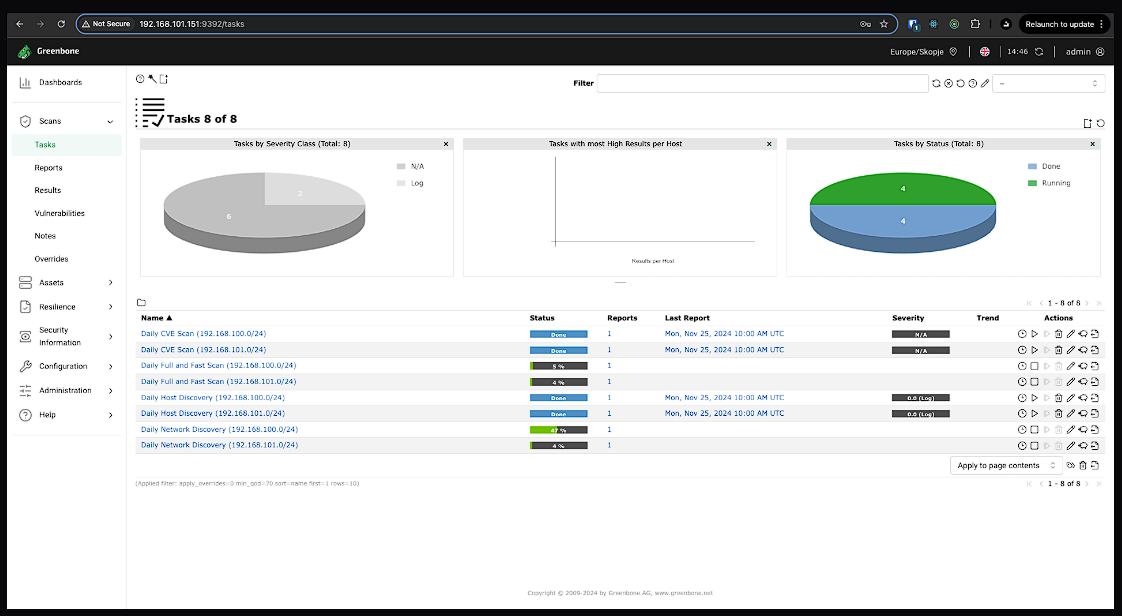 Not Secure 192.168.101.151:9392/tasks
1
Relaunch to update
Greenbone
Europe/Skopje 14:46 admin
Dashboards
Filter
--
Scans
Tasks 8 of 8
Tasks
Reports
Results
Vulnerabilities
Notes
Overrides
Assets
Resilience
Security
Information
Configuration
Administration
Help
Tasks by Severity Class (Total: 8)
N/A
Log
2
6
Tasks with most High Results per Host
Results per Host
Tasks by Status (Total: 8)
Done
Running
4
4
1 - 8 of 8
Name Status Reports Last Report Severity Trend Actions
Daily CVE Scan (192.168.100.0/24) Done 1 Mon, Nov 25, 2024 10:00 AM UTC N/A
Daily CVE Scan (192.168.101.0/24) Done 1 Mon, Nov 25, 2024 10:00 AM UTC N/A
Daily Full and Fast Scan (192.168.100.0/24) 5 % 1
Daily Full and Fast Scan (192.168.101.0/24) 4 % 1
Daily Host Discovery (192.168.100.0/24) Done 1 Mon, Nov 25, 2024 10:00 AM UTC 0.0 (Log)
Daily Host Discovery (192.168.101.0/24) Done 1 Mon, Nov 25, 2024 10:00 AM UTC 0.0 (Log)
Daily Network Discovery (192.168.100.0/24) 47 % 1
Daily Network Discovery (192.168.101.0/24) 4 % 1
Apply to page contents
(Applied filter: apply_overrides=0 min_qod=70 sort=name first=1 rows=10)
1 - 8 of 8
Copyright © 2009-2024 by Greenbone AG, www.greenbone.net